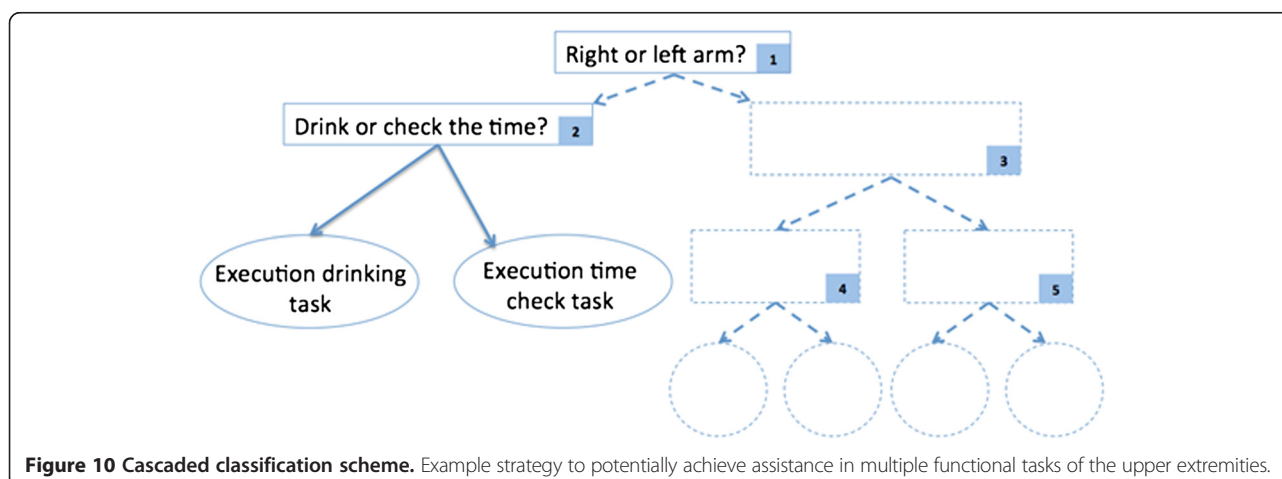 Right or left arm?
1
Drink or check the time?
2
3
Execution drinking
task
Execution time
check task
4
5
Figure 10 Cascaded classification scheme. Example strategy to potentially achieve assistance in multiple functional tasks of the upper extremities.